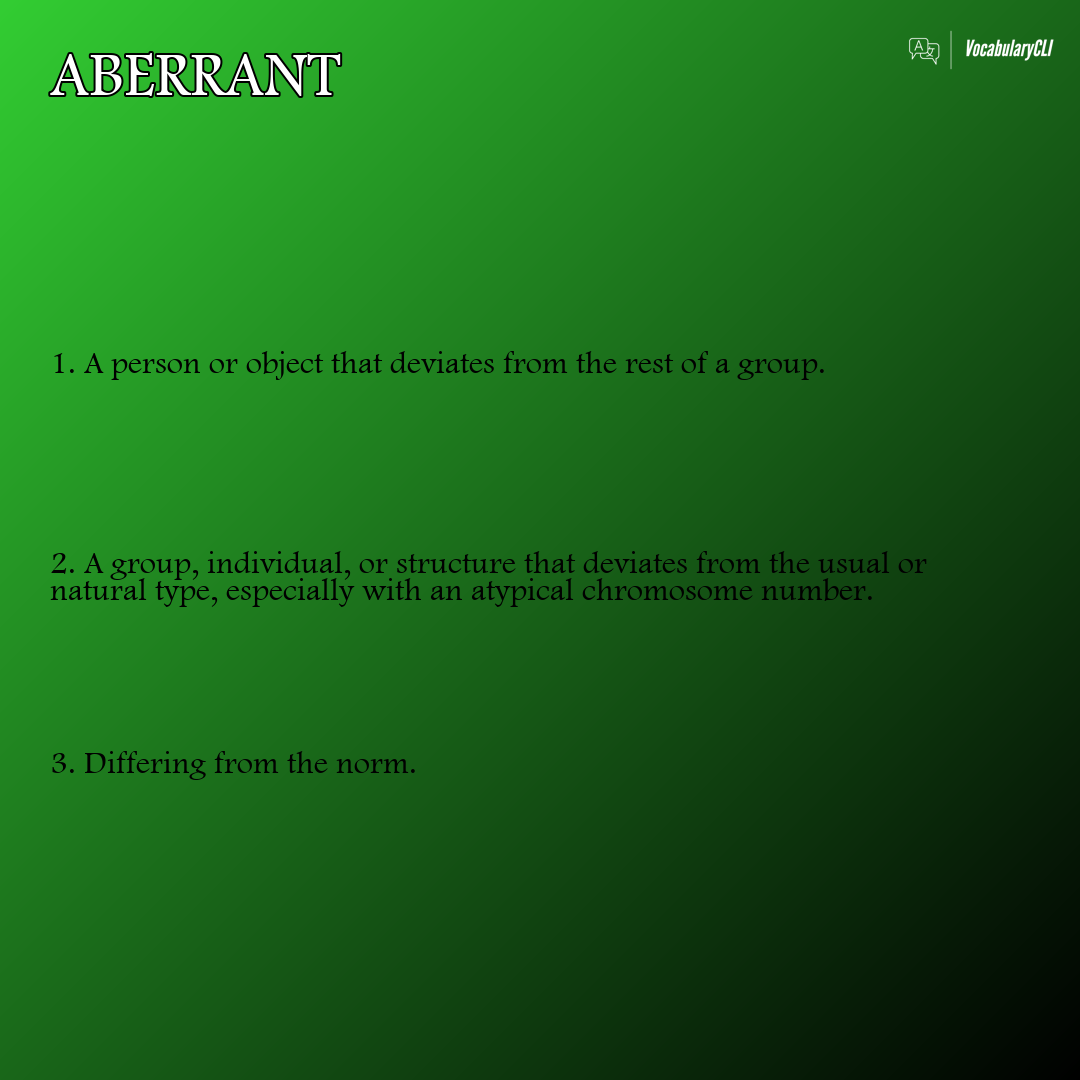 ABERRANT
VocabularyCLI
1. A person or object that deviates from the rest of a group.
2. A group, individual, or structure that deviates from the usual or
natural type, especially with an atypical chromosome number.
3. Differing from the norm.